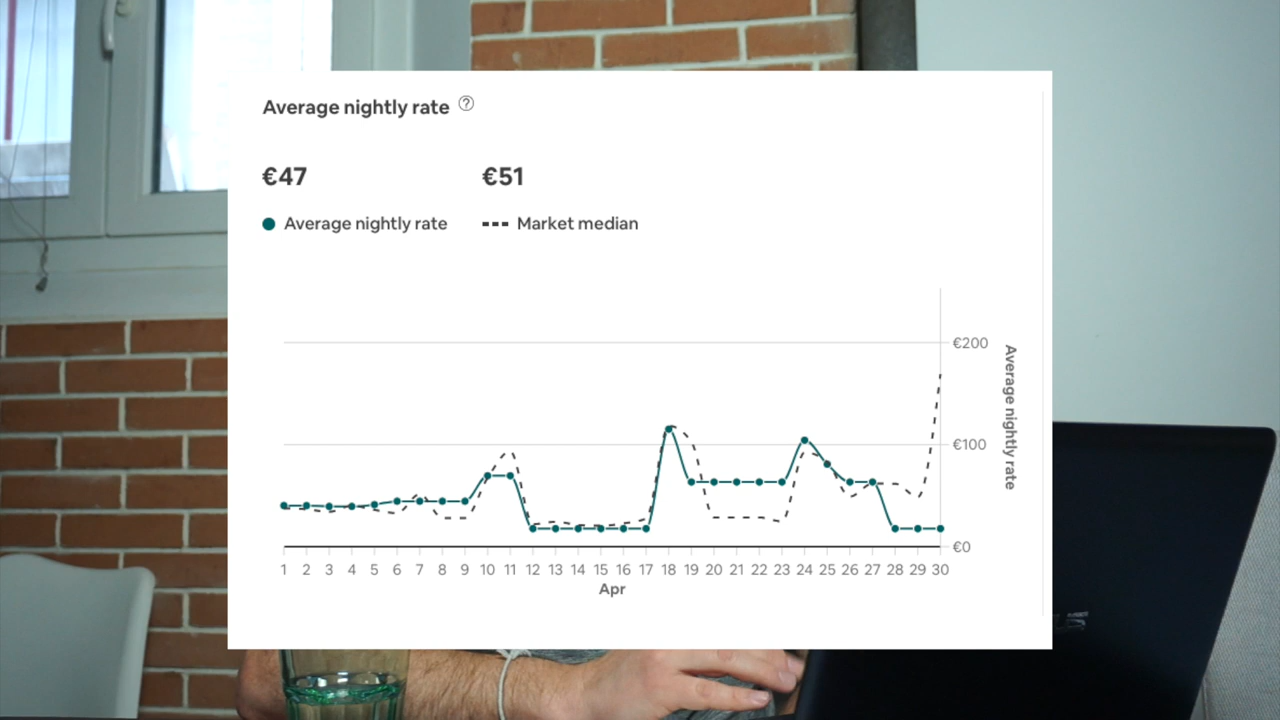 Average nightly rate ?
€47 €51
Average nightly rate Market median
€200
€100
€0
Average nightly rate
1 2 3 4 5 6 7 8 9 10 11 12 13 14 15 16 17 18 19 20 21 22 23 24 25 26 27 28 29 30
Apr